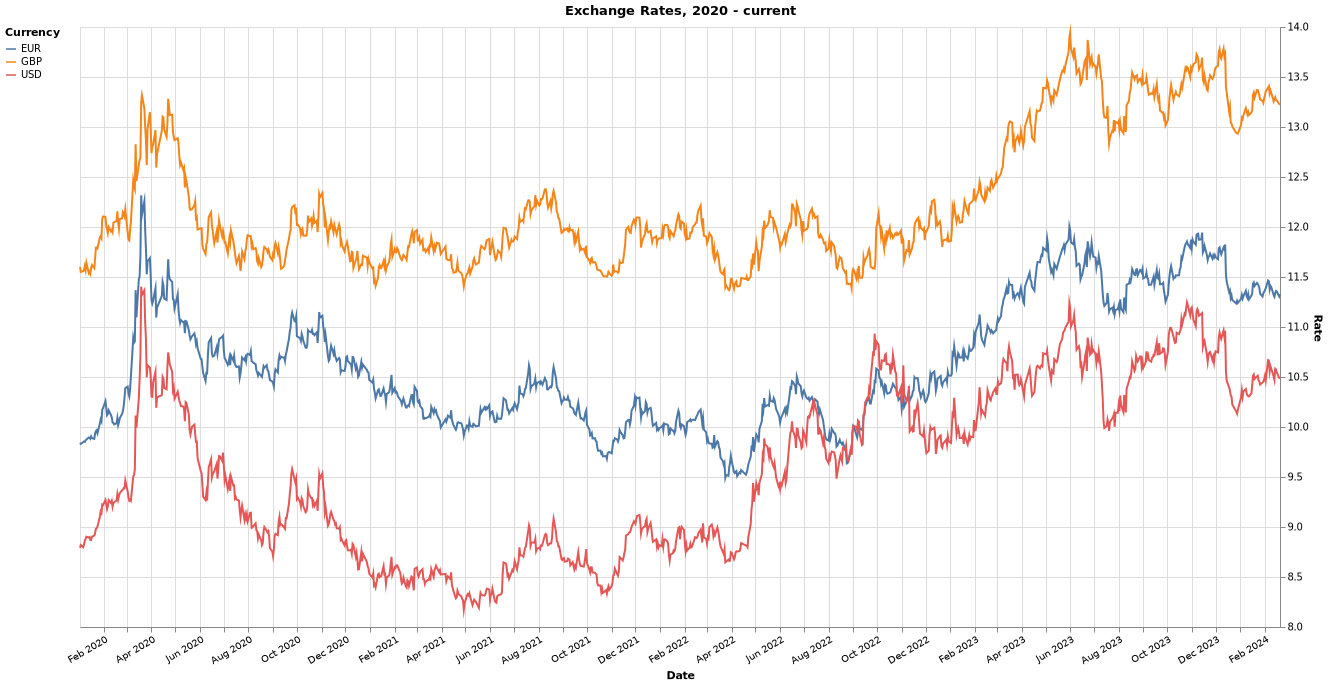 Exchange Rates, 2020 - current
Currency
EUR
GBP
USD
14.0
13.5
13.0
12.5
12.0
11.5
11.0
10.5
10.0
9.5
9.0
8.5
8.0
Rate
Feb 2020
Apr 2020
Jun 2020
Aug 2020
Oct 2020
Dec 2020
Feb 2021
Apr 2021
Jun 2021
Aug 2021
Oct 2021
Dec 2021
Feb 2022
Apr 2022
Jun 2022
Aug 2022
Oct 2022
Dec 2022
Feb 2023
Apr 2023
Jun 2023
Aug 2023
Oct 2023
Dec 2023
Feb 2024
Date